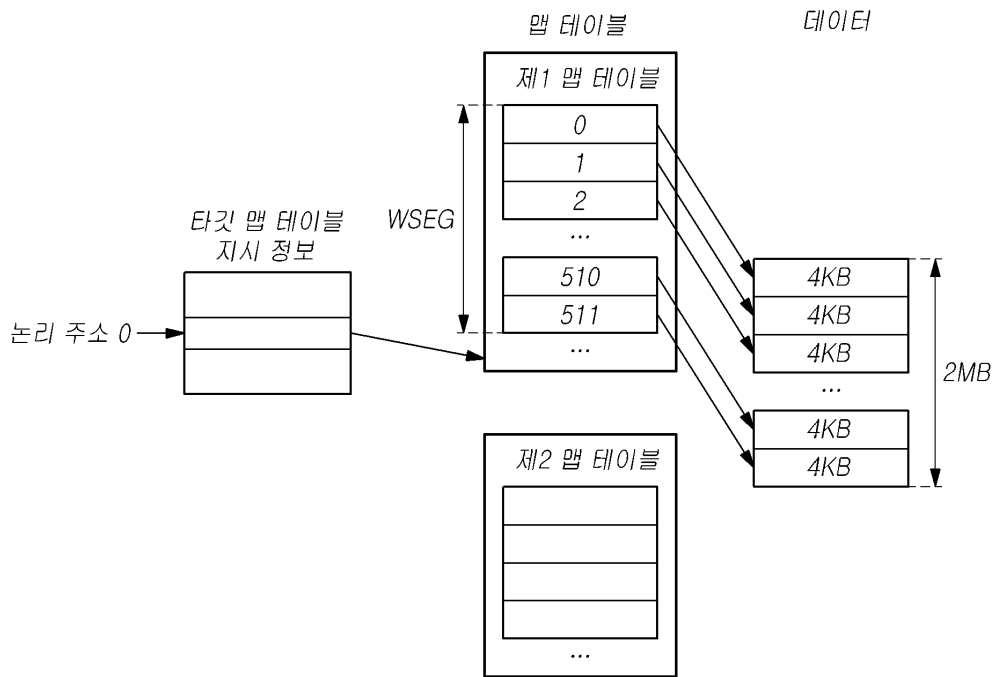 맵 테이블
데이터
제1 맵 테이블
0
1
2
...
510
511
...
WSEG
타깃 맵 테이블
지시 정보
논리 주소 0
4KB
4KB
4KB
...
4KB
4KB
2MB
제2 맵 테이블
...